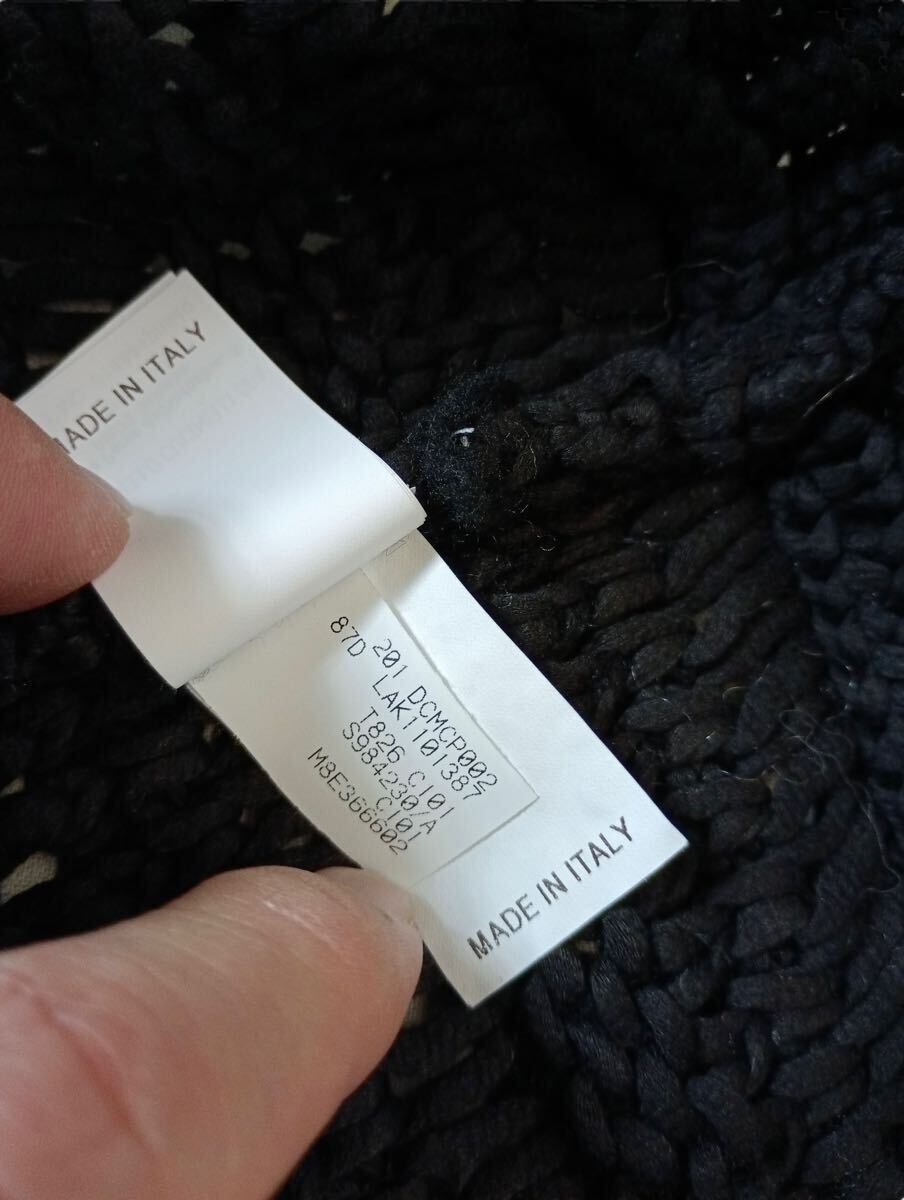 MADE IN ITALY
201 DCMCP002
87D LAK1101387
T826 C101
S984230/A
C101
M8E366602
MADE IN ITALY